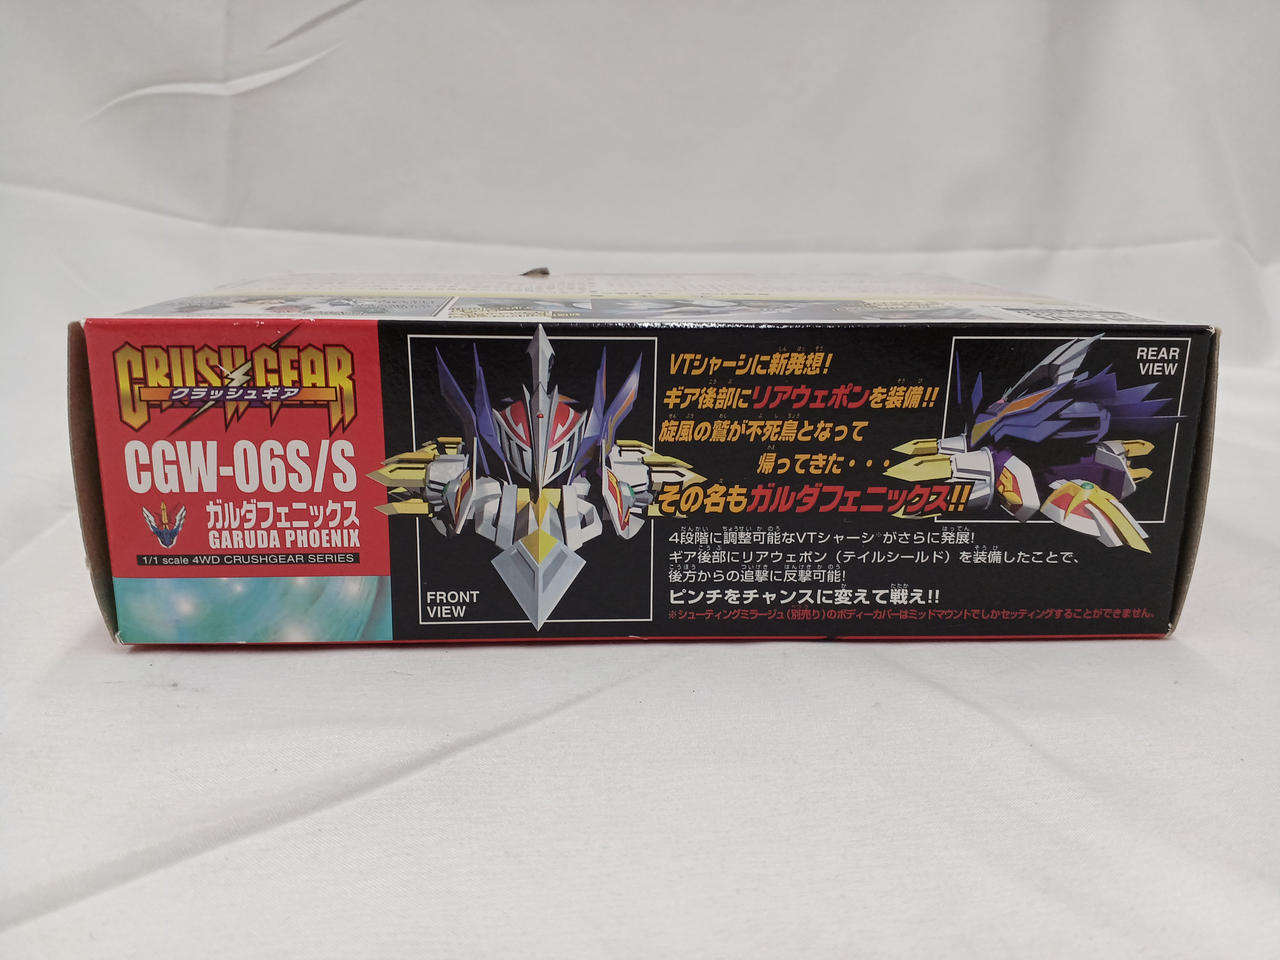 CRUSH GEAR
クラッシュギア
CGW-06S/S
ガルダフェニックス
GARUDA PHOENIX
1/1 scale 4WD CRUSHGEAR SERIES
FRONT
VIEW
VTシャーシに新発想!
ギア後部にリアウェポンを装備!!
旋風の鷲が不死鳥となって
帰ってきた・・・
その名もガルダフェニックス!!
4段階に調整可能なVTシャーシ※がさらに発展!
ギア後部にリアウェポン(テイルシールド)を装備したことで、
後方からの追撃に反撃可能!
ピンチをチャンスに変えて戦え!!
※シューティングミラージュ(別売り)のボディーカバーはミッドマウントでしかセッティングすることができません。
REAR
VIEW